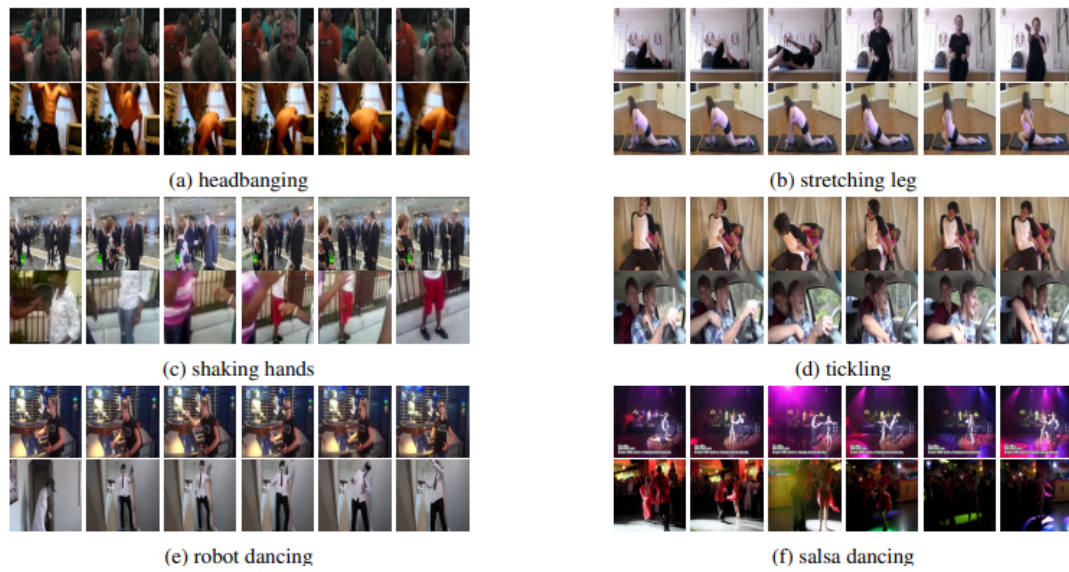 (a) headbanging
(b) stretching leg
(c) shaking hands
(d) tickling
(e) robot dancing
(f) salsa dancing